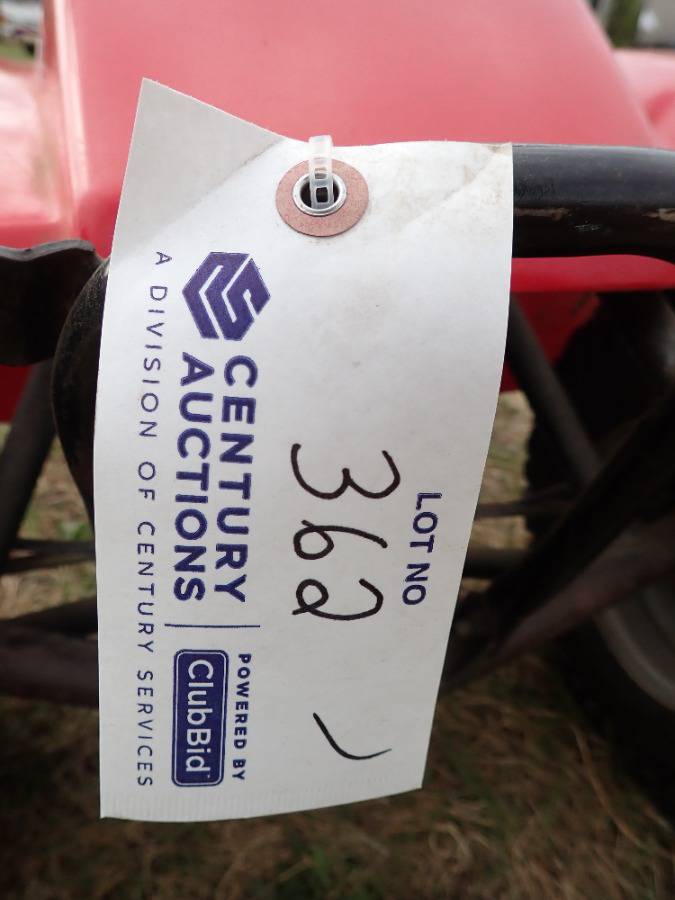 LOT NO
362
CENTURY
AUCTIONS
A DIVISION OF CENTURY SERVICES
POWERED BY
ClubBid